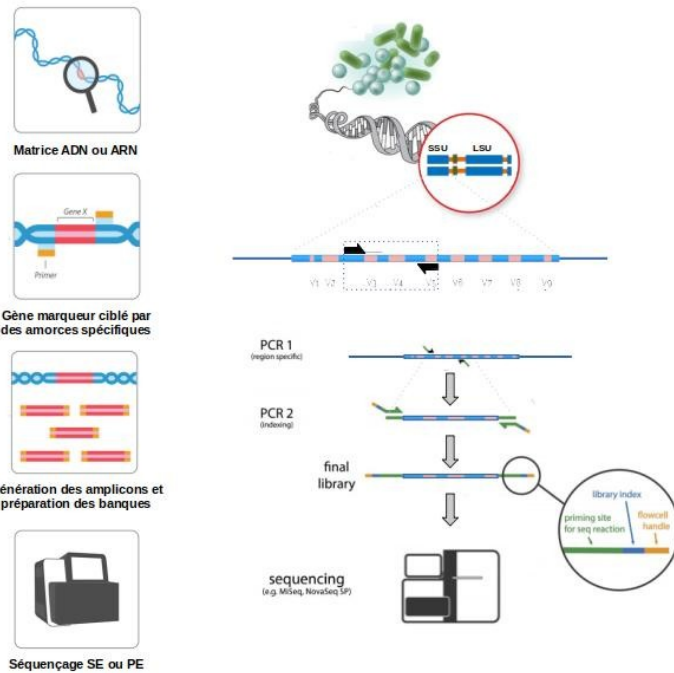 Matrice ADN ou ARN
Gene X
Primer
Gène marqueur ciblé par
des amorces spécifiques
énération des amplicons et
préparation des banques
Séquençage SE ou PE
SSU LSU
V1 V2 V3 V4 V5 V6 V7 V8 V9
PCR 1
(region specific)
PCR 2
(indexing)
final
library
library index
priming site
for seq reaction
flowcell
handle
sequencing
(e.g. MiSeq, NovaSeq SP)